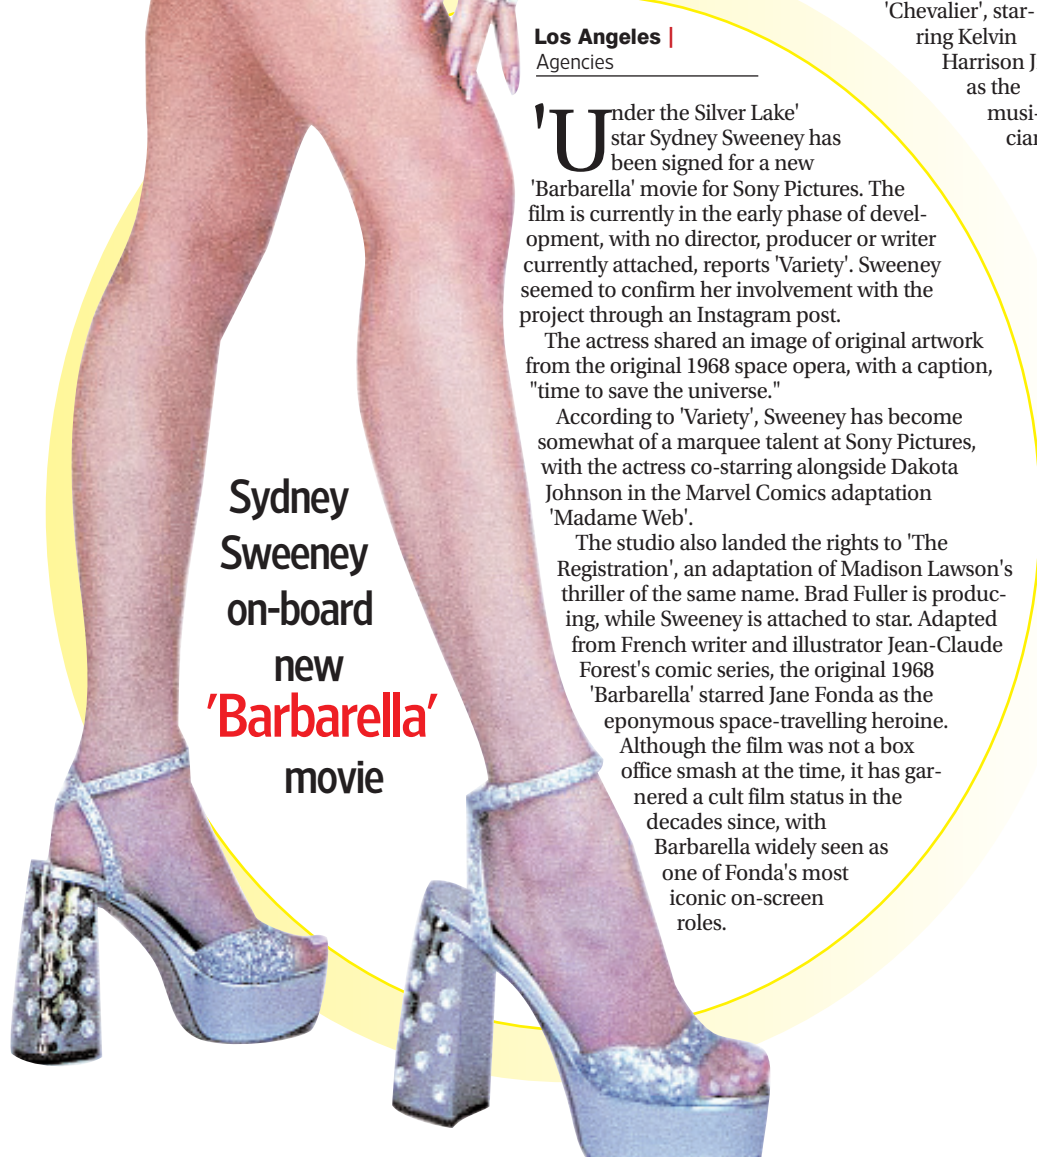 'Chevalier', star-
ring Kelvin
Harrison
as the
musi-
Los Angeles |
Agencies
'Under the Silver Lake'
star Sydney Sweeney has
been signed for a new
'Barbarella' movie for Sony Pictures. The
film is currently in the early phase of devel-
opment, with no director, producer or writer
currently attached, reports 'Variety'. Sweeney
seemed to confirm her involvement with the
project through an Instagram post.
The actress shared an image of original artwork
from the original 1968 space opera, with a caption,
"time to save the universe."
According to 'Variety', Sweeney has become
somewhat of a marquee talent at Sony Pictures,
with the actress co-starring alongside Dakota
Johnson in the Marvel Comics adaptation
'Madame Web'.
The studio also landed the rights to 'The
Registration', an adaptation of Madison Lawson's
thriller of the same name. Brad Fuller is produc-
ing, while Sweeney is attached to star. Adapted
from French writer and illustrator Jean-Claude
Forest's comic series, the original 1968
'Barbarella' starred Jane Fonda as the
eponymous space-travelling heroine.
Although the film was not a box
office smash at the time, it has gar-
nered a cult film status in the
decades since, with
Barbarella widely seen as
one of Fonda's most
iconic on-screen
roles.
Sydney
Sweeney
on-board
new
'Barbarella'
movie